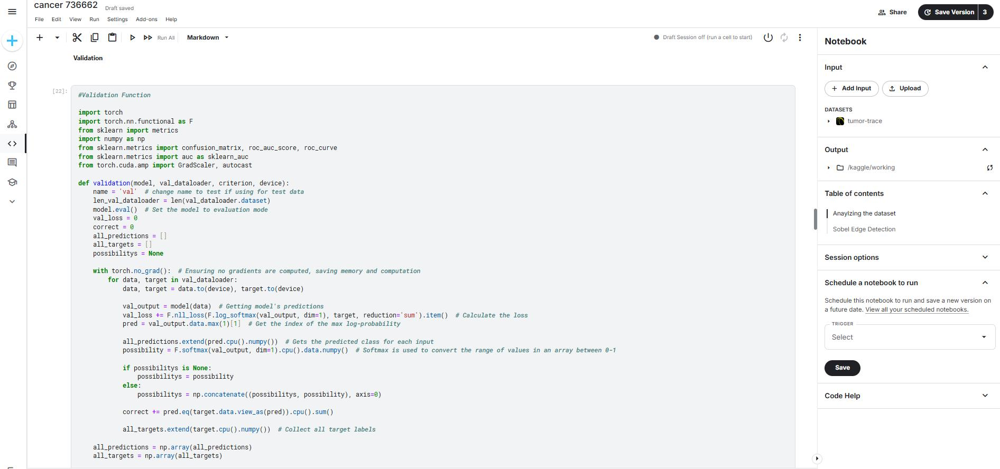 cancer 736662
Draft saved
File Edit View Run Settings Add-ons Help
Share
Save Version 3
Run All
Markdown
Draft Session off (run a cell to start)
Validation
[22]:
#Validation Function
import torch
import torch.nn.functional as F
from sklearn import metrics
import numpy as np
from sklearn.metrics import confusion_matrix, roc_auc_score, roc_curve
from sklearn.metrics import auc as sklearn_auc
from torch.cuda.amp import GradScaler, autocast
def validation(model, val_dataloader, criterion, device):
    name = 'val'  # change name to test if using for test data
    len_val_dataloader = len(val_dataloader.dataset)
    model.eval()  # Set the model to evaluation mode
    val_loss = 0
    correct = 0
    all_predictions = []
    all_targets = []
    possibilitys = None
    with torch.no_grad():  # Ensuring no gradients are computed, saving memory and computation
        for data, target in val_dataloader:
            data, target = data.to(device), target.to(device)
            val_output = model(data)  # Getting model's predictions
            val_loss += F.nll_loss(F.log_softmax(val_output, dim=1), target, reduction='sum').item()  # Calculate the loss
            pred = val_output.data.max(1)[1]  # Get the index of the max log-probability
            all_predictions.extend(pred.cpu().numpy())  # Gets the predicted class for each input
            possibility = F.softmax(val_output, dim=1).cpu().data.numpy()  # Softmax is used to convert the range of values in an array between 0-1
            if possibilitys is None:
                possibilitys = possibility
            else:
                possibilitys = np.concatenate((possibilitys, possibility), axis=0)
            correct += pred.eq(target.data.view_as(pred)).cpu().sum()
            all_targets.extend(target.cpu().numpy())  # Collect all target labels
    all_predictions = np.array(all_predictions)
    all_targets = np.array(all_targets)
Notebook
Input
Add Input
Upload
DATASETS
tumor-trace
Output
/kaggle/working
Table of contents
Anaylzing the dataset
Sobel Edge Detection
Session options
Schedule a notebook to run
Schedule this notebook to run and save a new version on
a future date. View all your scheduled notebooks.
TRIGGER
Select
Save
Code Help